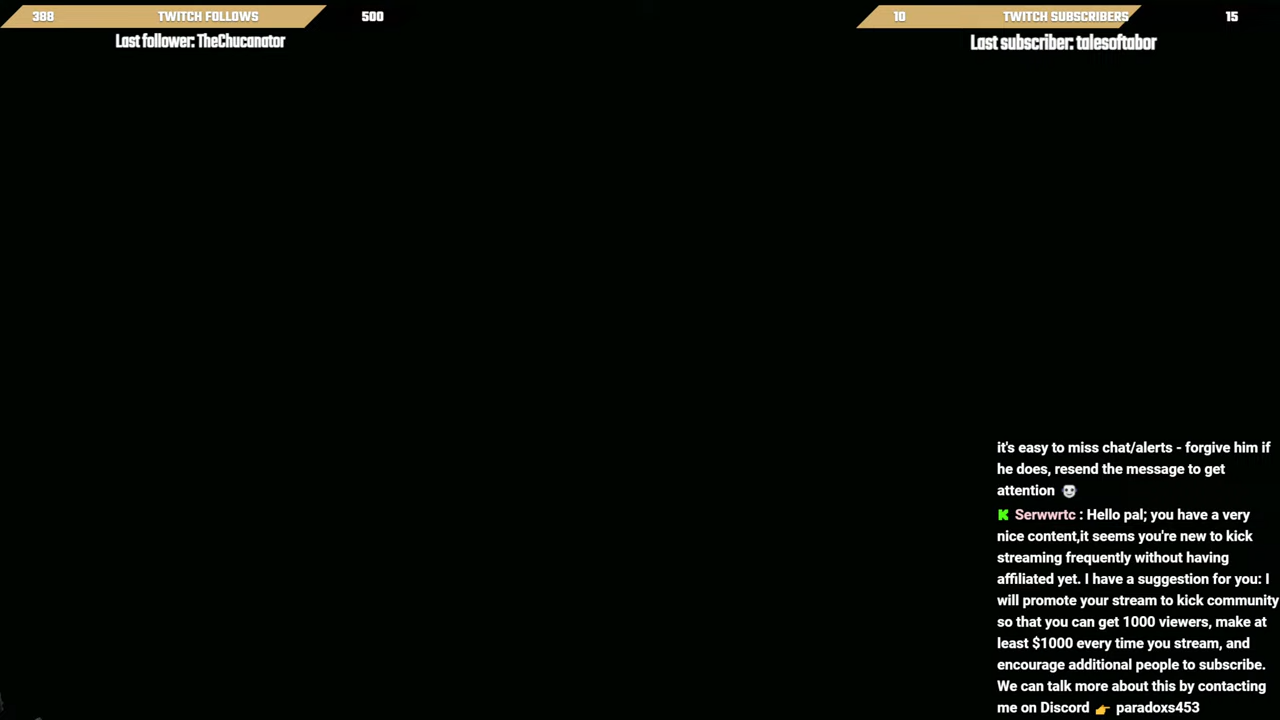 388 TWITCH FOLLOWS 500
Last follower: TheChucanator
10 TWITCH SUBSCRIBERS 15
Last subscriber: talesoftabor
it's easy to miss chat/alerts - forgive him if
he does, resend the message to get
attention
Serwwrtc : Hello pal; you have a very
nice content,it seems you're new to kick
streaming frequently without having
affiliated yet. I have a suggestion for you: I
will promote your stream to kick community
so that you can get 1000 viewers, make at
least $1000 every time you stream, and
encourage additional people to subscribe.
We can talk more about this by contacting
me on Discord 👉 paradoxs453